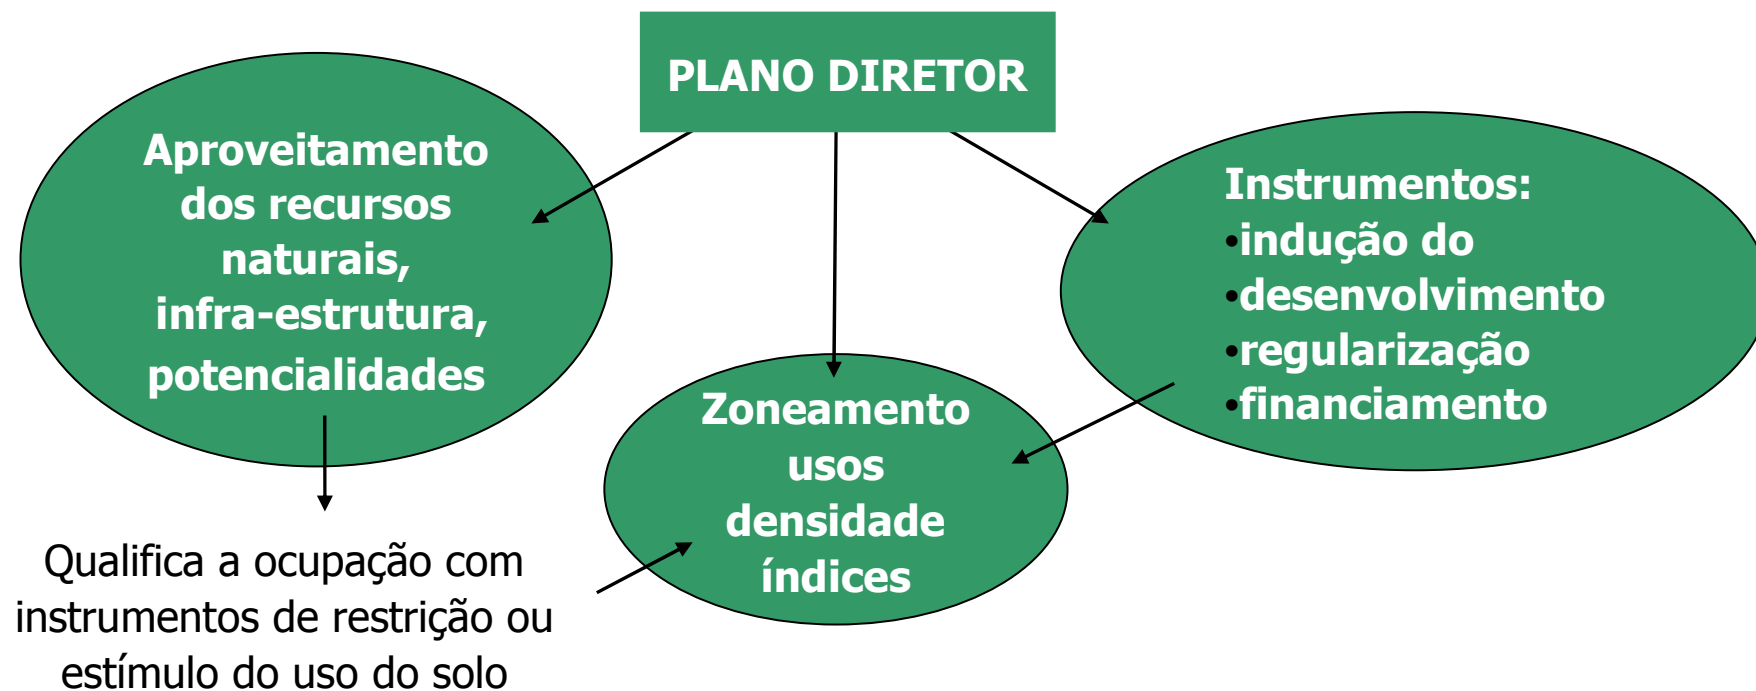 PLANO DIRETOR
Aproveitamento
dos recursos
naturais,
infra-estrutura,
potencialidades
Instrumentos:
•indução do
•desenvolvimento
•regularização
•financiamento
Zoneamento
usos
densidade
índices
Qualifica a ocupação com
instrumentos de restrição ou
estímulo do uso do solo